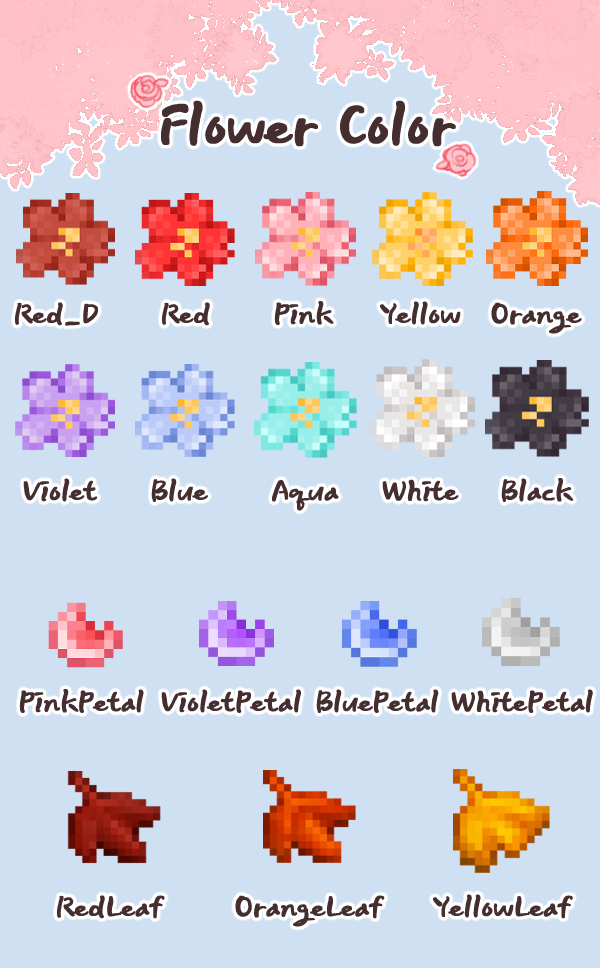 Flower Color
Red_D Red Pink Yellow Orange
Violet Blue Aqua White Black
PinkPetal VioletPetal BluePetal WhitePetal
RedLeaf OrangeLeaf YellowLeaf